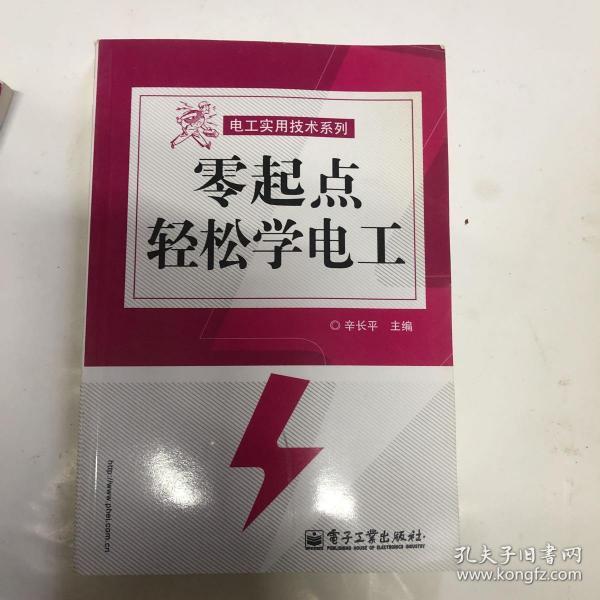 电工实用技术系列
零起点
轻松学电工
◎ 辛长平 主编
http://www.phei.com.cn
電子工業出版社
PUBLISHING HOUSE OF ELECTRONICS INDUSTRY
孔夫子旧书网
www.kongfz.com